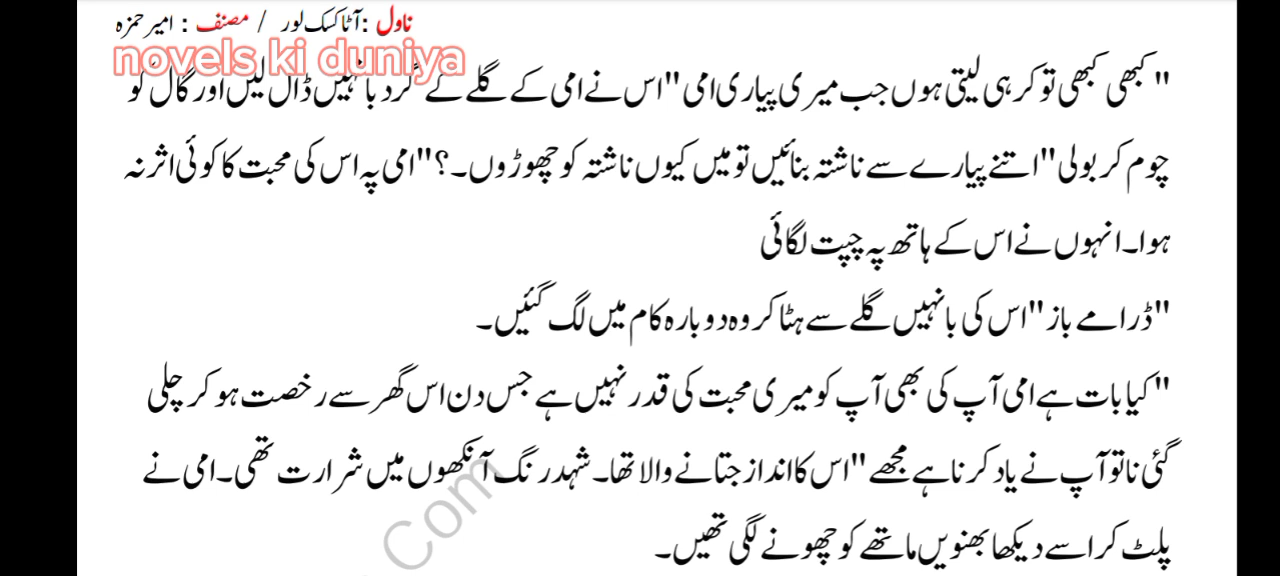 ناول :آٹاکسک لور / مصنف : امیرحمزہ
novels ki duniya
"کبھی کبھی تو کر ہی لیتی ہوں جب میری پیاری امی"اس نے امی کے گلے کے گرد بانہیں ڈال لیں اور گال کو
چوم کر بولی"اتنے پیارے سے ناشتہ بنائیں تو میں کیوں ناشتہ کو چھوڑوں۔؟"امی پہ اس کی محبت کا کوئی اثر نہ
ہوا۔انہوں نے اس کے ہاتھ پہ چپت لگائی
"ڈرامے باز"اس کی بانہیں گلے سے ہٹا کر وہ دوبارہ کام میں لگ گئیں۔
"کیا بات ہے امی آپ کی بھی آپ کو میری محبت کی قدر نہیں ہے جس دن اس گھر سے رخصت ہو کر چلی
گئی نا تو آپ نے یاد کرنا ہے مجھے"اس کا انداز جتانے والا تھا۔شہد رنگ آنکھوں میں شرارت تھی۔امی نے
پلٹ کر اسے دیکھا بھنویں ماتھے کو چھونے لگی تھیں۔
Com